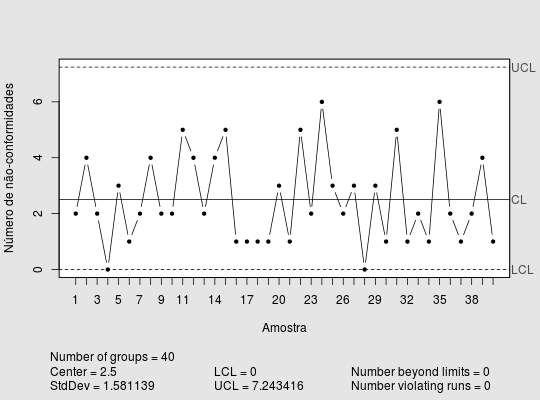 UCL
CL
LCL
Número de não-conformidades
6
4
2
0
1 3 5 7 9 11 14 17 20 23 26 29 32 35 38
Amostra
Number of groups = 40
Center = 2.5 LCL = 0 Number beyond limits = 0
StdDev = 1.581139 UCL = 7.243416 Number violating runs = 0